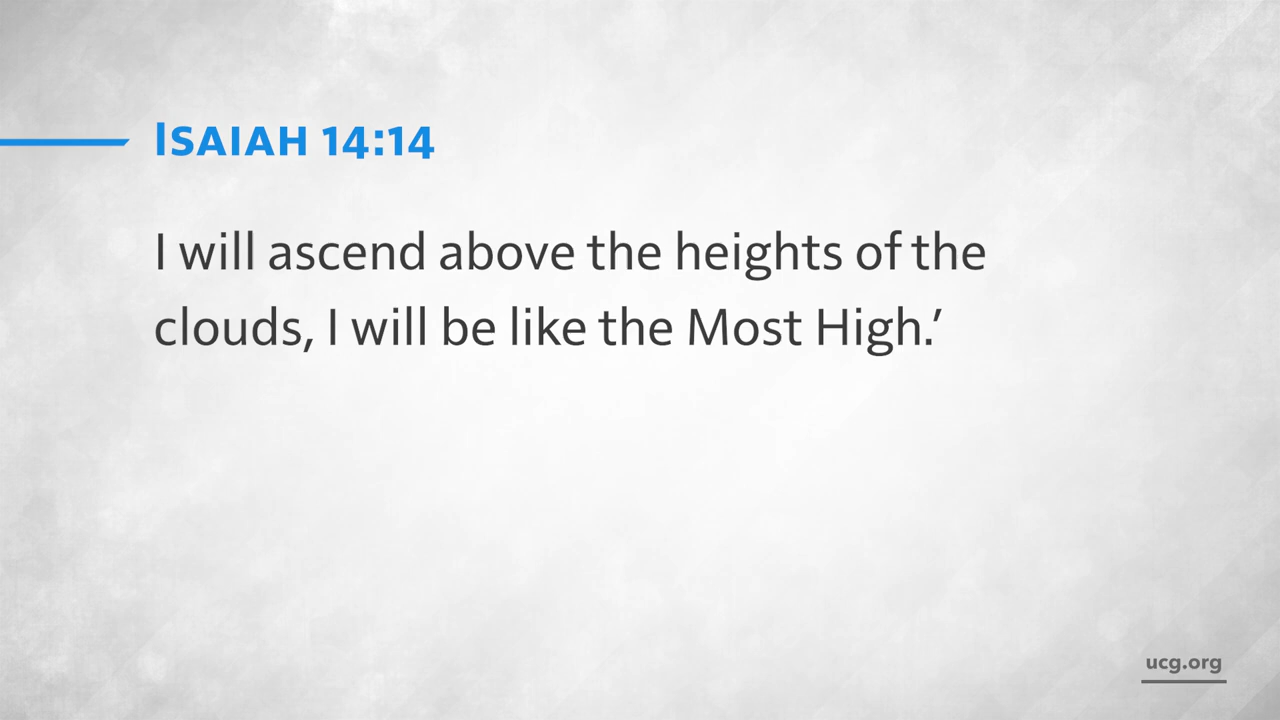 Isaiah 14:14
I will ascend above the heights of the
clouds, I will be like the Most High.’
ucg.org